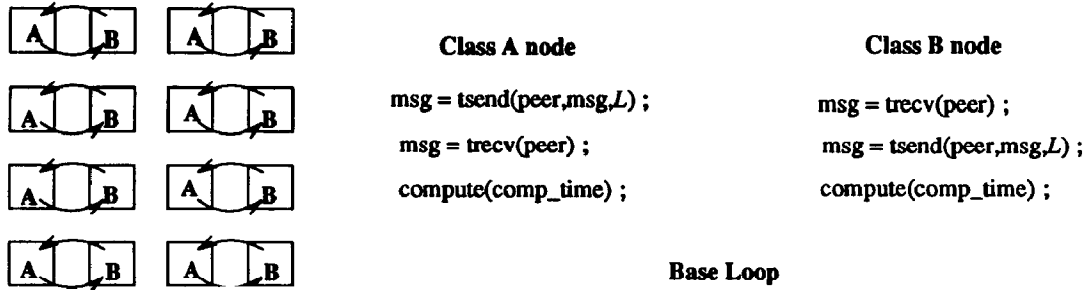 A B A B
Class A node Class B node
A B A B
msg = tsend(peer,msg,L) ; msg = trecv(peer) ;
msg = trecv(peer) ; msg = tsend(peer,msg,L) ;
A B A B
compute(comp_time) ; compute(comp_time) ;
A B A B
Base Loop